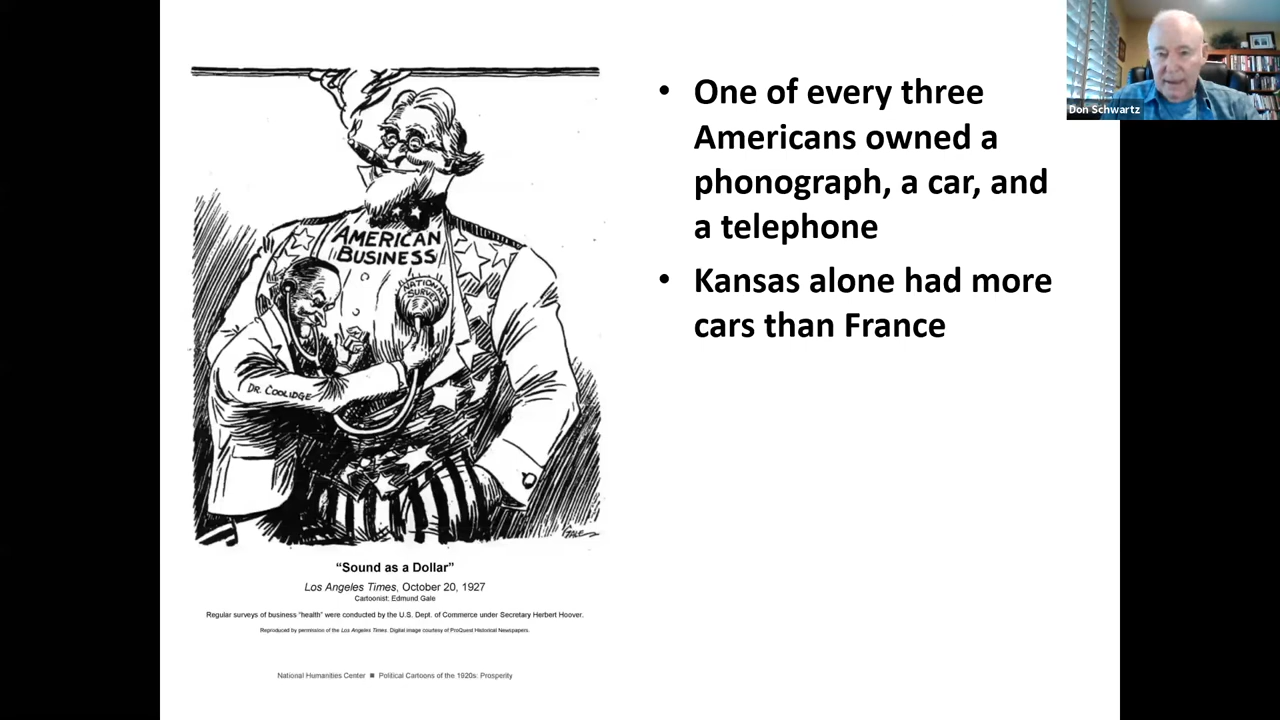 AMERICAN
BUSINESS
NATIONAL
SURVEY
DR. COOLIDGE
GALE
“Sound as a Dollar”
Los Angeles Times, October 20, 1927
Cartoonist: Edmund Gale
Regular surveys of business “health” were conducted by the U.S. Dept. of Commerce under Secretary Herbert Hoover.
Reproduced by permission of the Los Angeles Times. Digital image courtesy of ProQuest Historical Newspapers.
National Humanities Center ■ Political Cartoons of the 1920s: Prosperity
• One of every three
Americans owned a
phonograph, a car, and
a telephone
• Kansas alone had more
cars than France
Don Schwartz